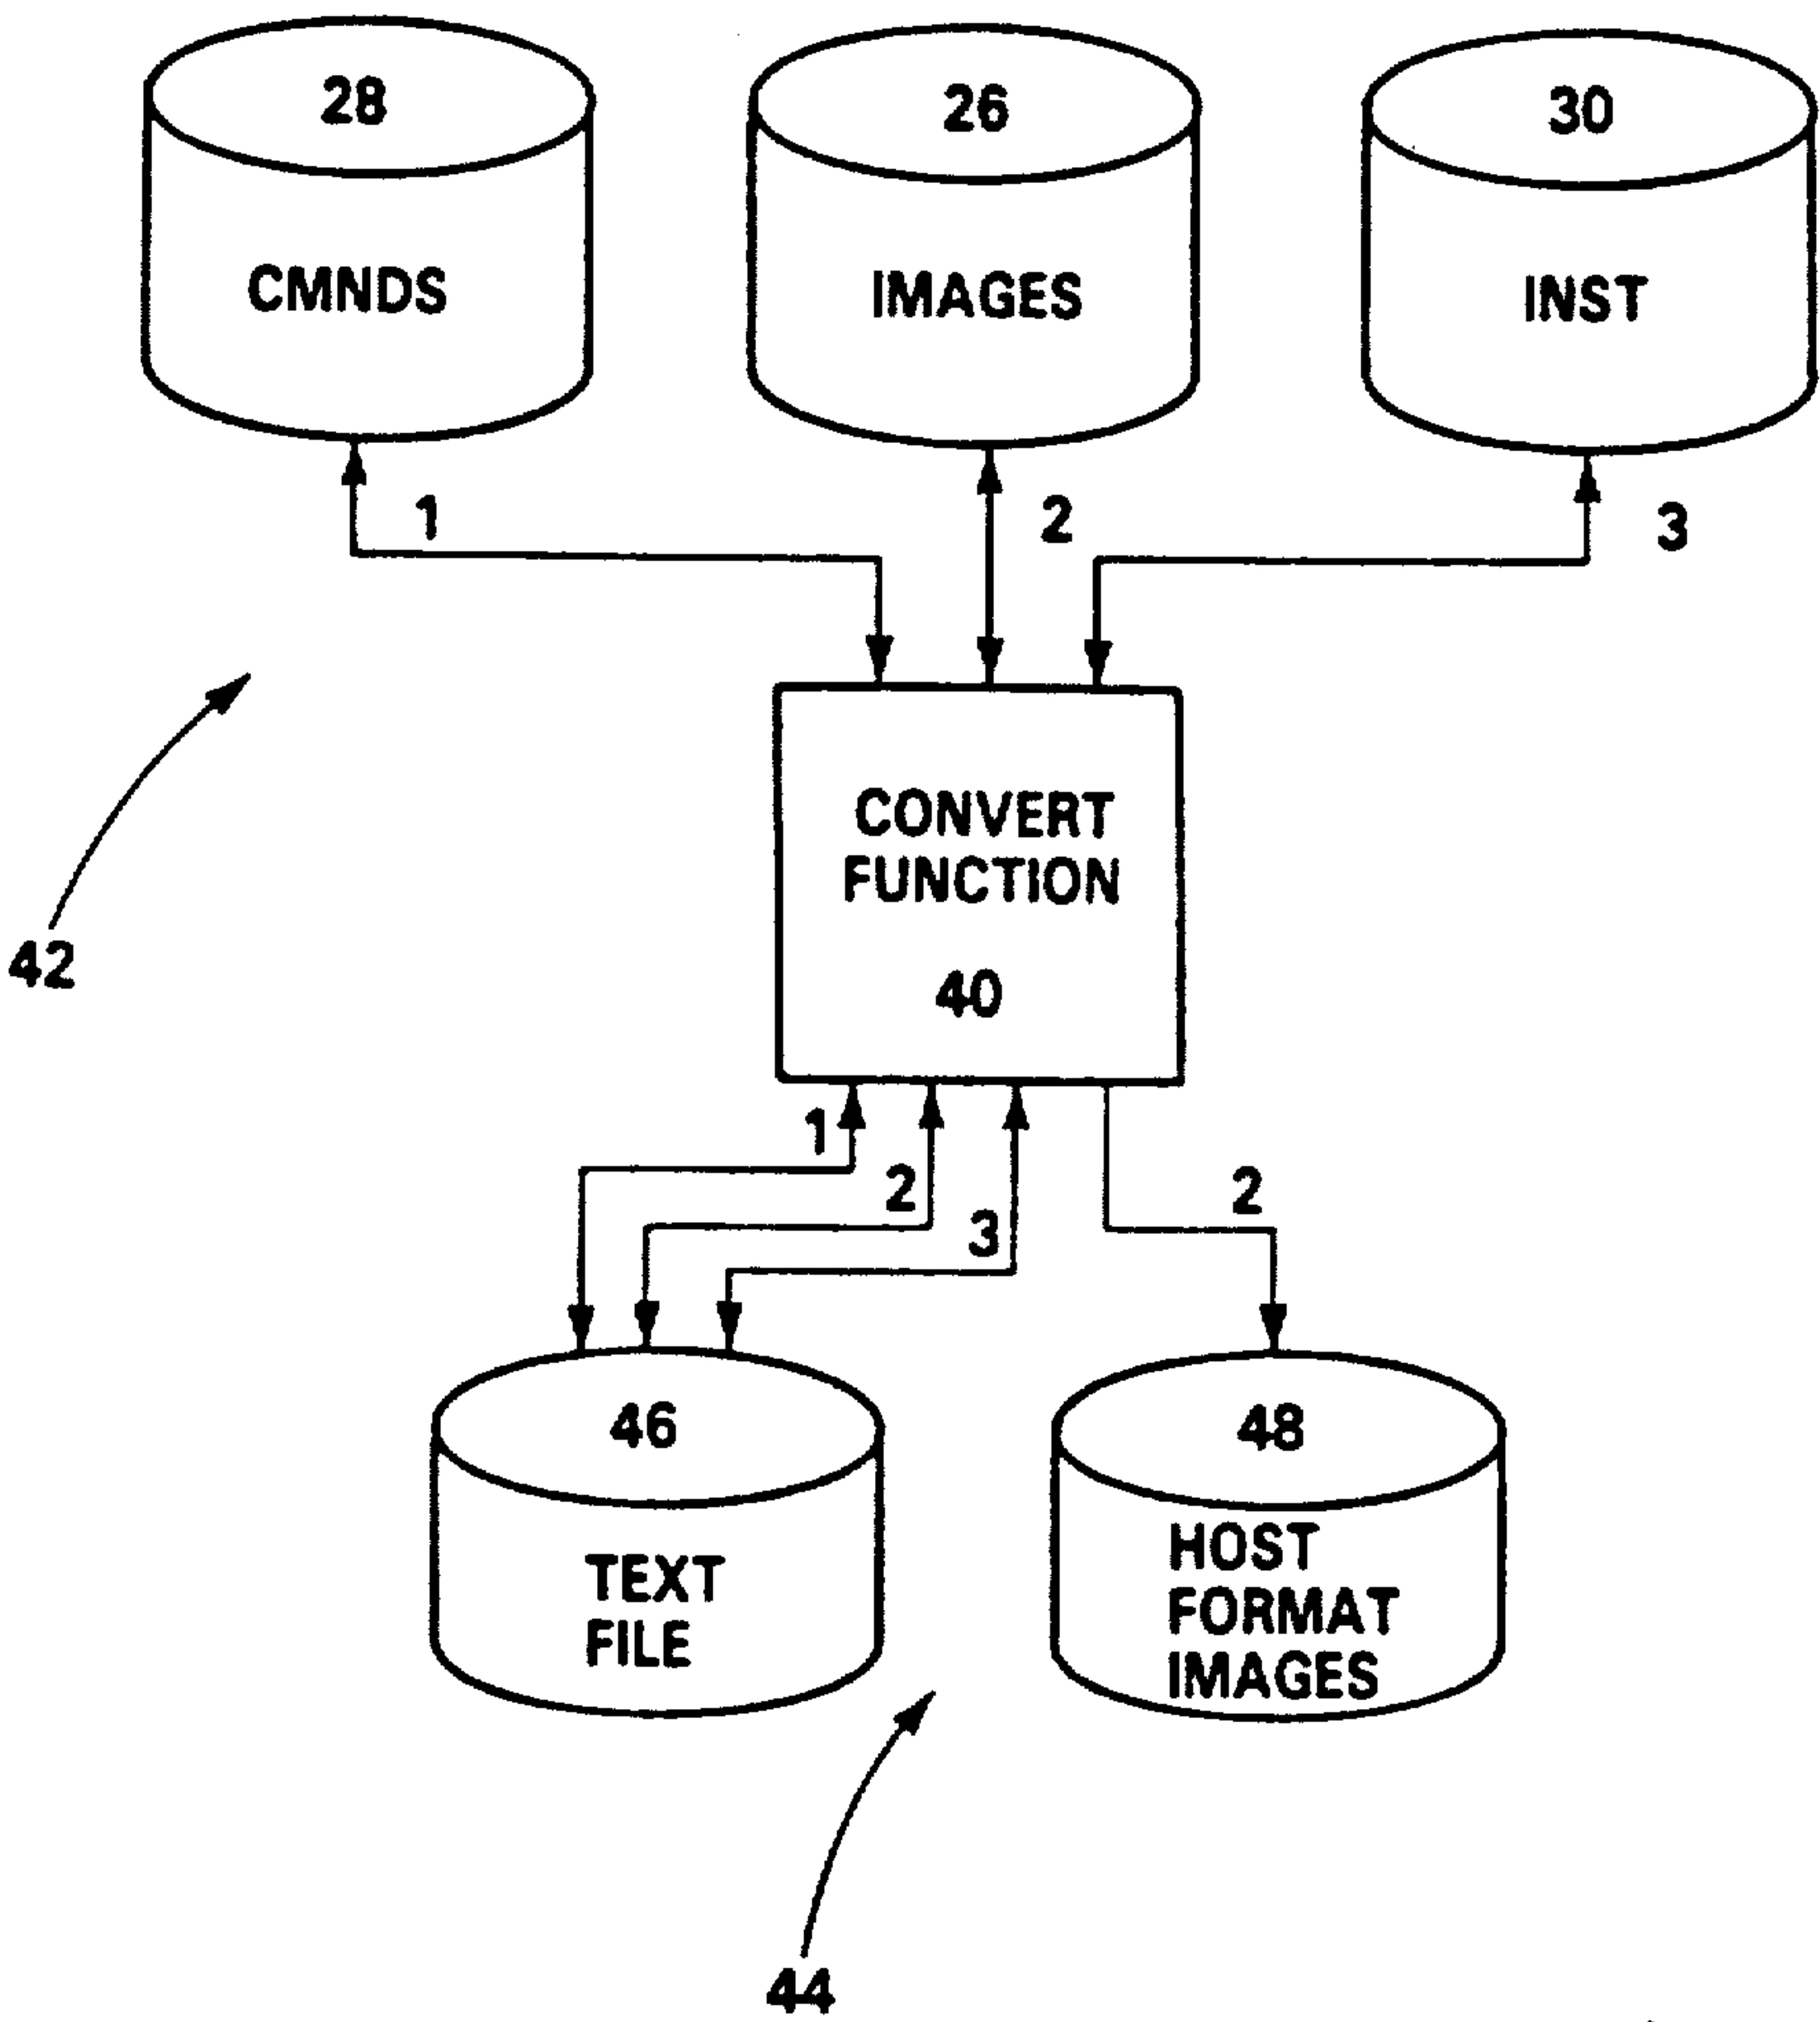 28
26
30
CMNDS
IMAGES
INST
1
2
3
CONVERT
FUNCTION
40
42
1
2
3
2
46
48
TEXT
FILE
HOST
FORMAT
IMAGES
44